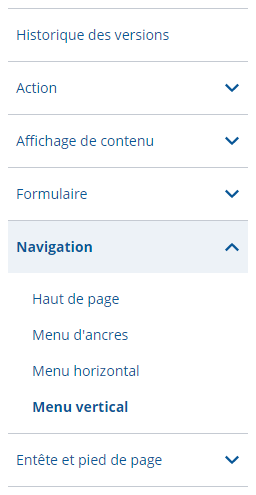 Historique des versions
Action
Affichage de contenu
Formulaire
Navigation
Haut de page
Menu d'ancres
Menu horizontal
Menu vertical
Entête et pied de page